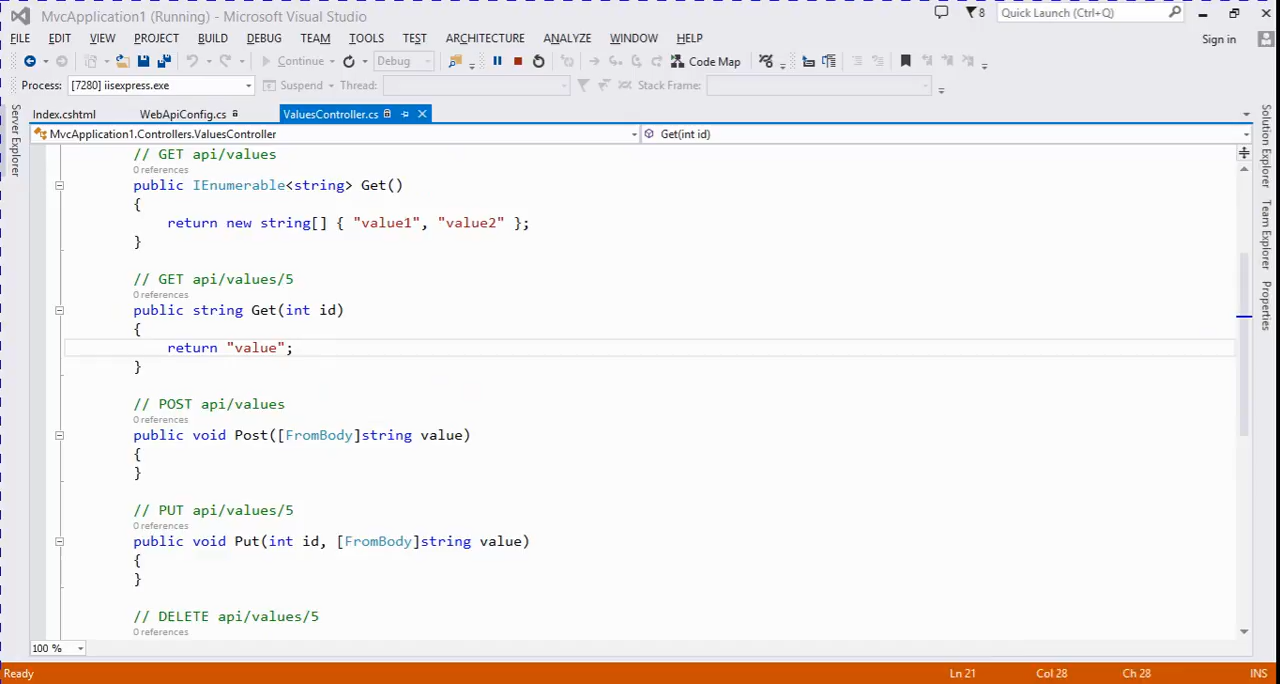 MvcApplication1 (Running) - Microsoft Visual Studio
8
Quick Launch (Ctrl+Q)
FILE EDIT VIEW PROJECT BUILD DEBUG TEAM TOOLS TEST ARCHITECTURE ANALYZE WINDOW HELP
Sign in
Continue Debug Code Map
Process: [7280] iisexpress.exe Suspend Thread: Stack Frame:
Index.cshtml WebApiConfig.cs ValuesController.cs
MvcApplication1.Controllers.ValuesController Get(int id)
Server Explorer
// GET api/values
0 references
public IEnumerable<string> Get()
{
return new string[] { "value1", "value2" };
}
// GET api/values/5
0 references
public string Get(int id)
{
return "value";
}
// POST api/values
0 references
public void Post([FromBody]string value)
{
}
// PUT api/values/5
0 references
public void Put(int id, [FromBody]string value)
{
}
// DELETE api/values/5
0 references
Solution Explorer
Team Explorer
Properties
100 %
Ready Ln 21 Col 28 Ch 28 INS